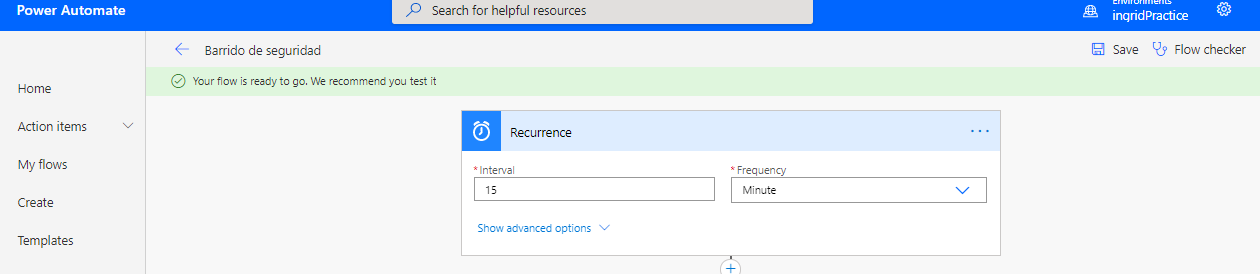 Power Automate
Search for helpful resources
Environments
ingridPractice
Barrido de seguridad
Save
Flow checker
Your flow is ready to go. We recommend you test it
Home
Action items
My flows
Create
Templates
Recurrence
* Interval
15
* Frequency
Minute
Show advanced options